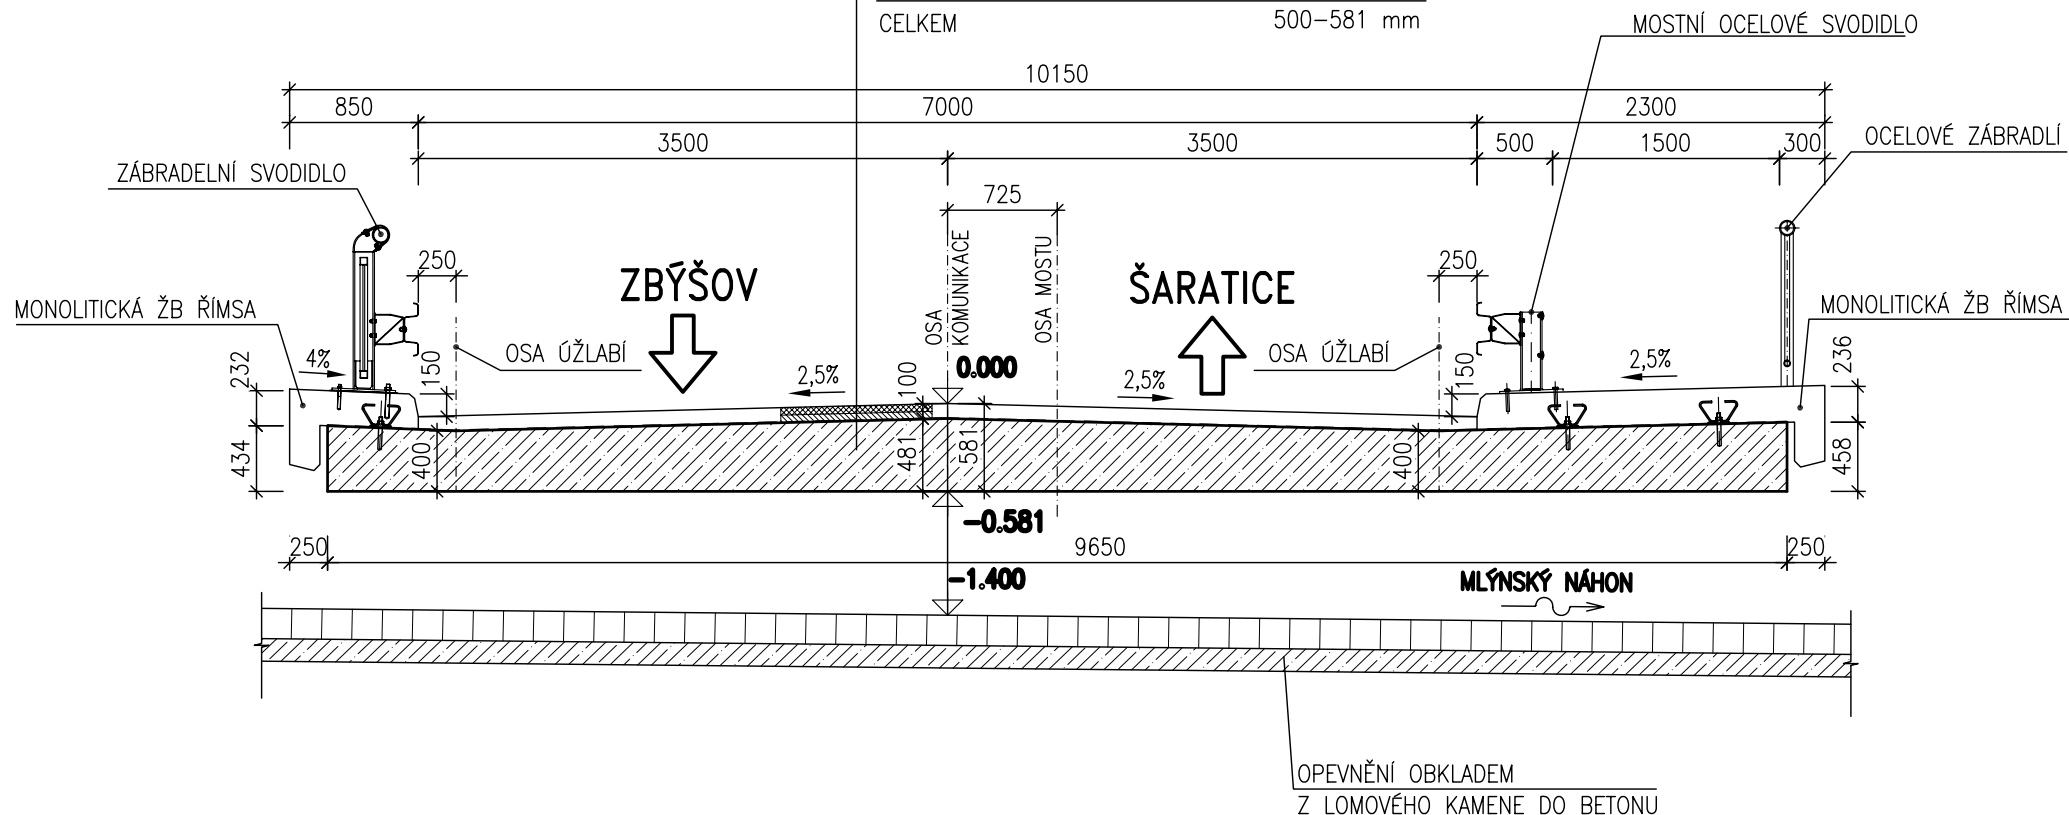 CELKEM 500-581 mm
MOSTNÍ OCELOVÉ SVODIDLO
10150
850 7000 2300
3500 3500 500 1500 300
OCELOVÉ ZÁBRADLÍ
ZÁBRADELNÍ SVODIDLO
725
OSA
KOMUNIKACE
OSA MOSTU
250 250
ZBÝŠOV
ŠARATICE
MONOLITICKÁ ŽB ŘÍMSA
MONOLITICKÁ ŽB ŘÍMSA
OSA ÚŽLABÍ
OSA ÚŽLABÍ
4%
2,5%
2,5%
2,5%
0.000
232
150
100
150
236
434
400
481
581
400
458
-0.581
250 9650 250
-1.400
MLÝNSKÝ NÁHON
OPEVNĚNÍ OBKLADEM
Z LOMOVÉHO KAMENE DO BETONU